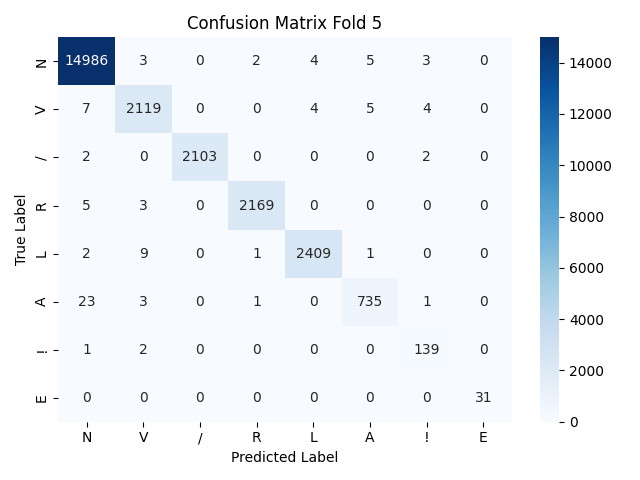 Confusion Matrix Fold 5
N 14986 3 0 2 4 5 3 0
V 7 2119 0 0 4 5 4 0
/ 2 0 2103 0 0 0 2 0
R 5 3 0 2169 0 0 0 0
L 2 9 0 1 2409 1 0 0
A 23 3 0 1 0 735 1 0
! 1 2 0 0 0 0 139 0
E 0 0 0 0 0 0 0 31
N V / R L A ! E
Predicted Label
True Label
14000
12000
10000
8000
6000
4000
2000
0